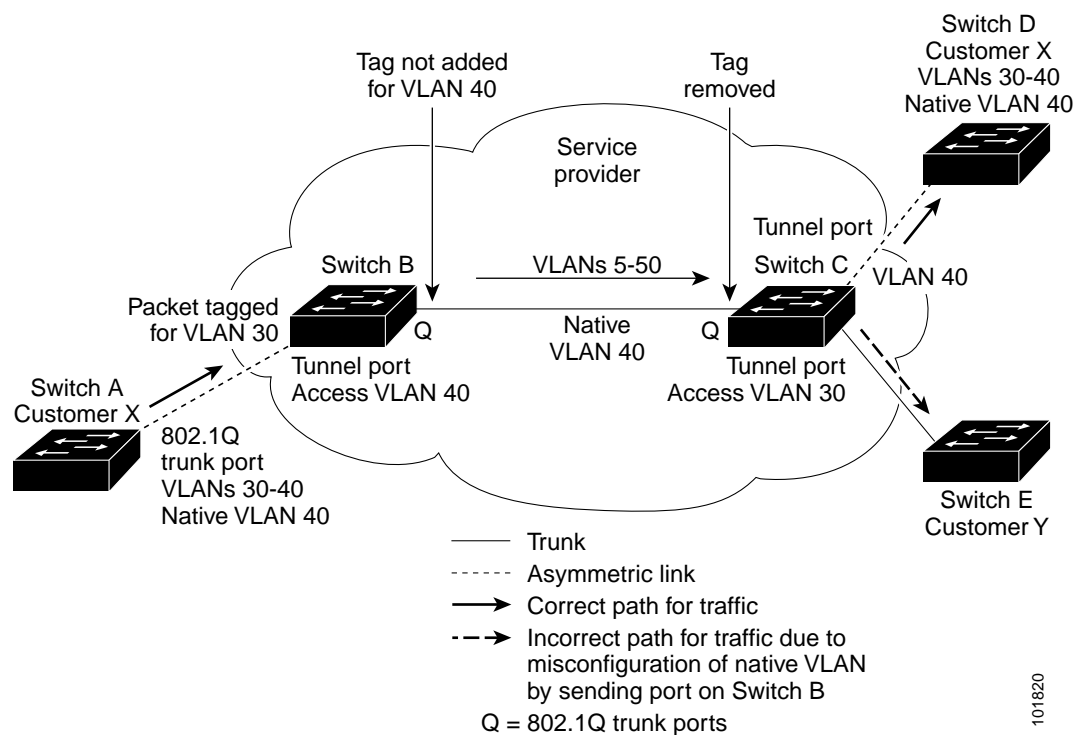 Switch D
Customer X
VLANs 30-40
Native VLAN 40
Tag not added
for VLAN 40
Tag
removed
Service
provider
Tunnel port
Switch B
VLANs 5-50
Switch C
VLAN 40
Packet tagged
for VLAN 30
Q
Native
VLAN 40
Q
Tunnel port
Access VLAN 40
Tunnel port
Access VLAN 30
Switch A
Customer X
802.1Q
trunk port
VLANs 30-40
Native VLAN 40
Switch E
Customer Y
Trunk
Asymmetric link
Correct path for traffic
Incorrect path for traffic due to
misconfiguration of native VLAN
by sending port on Switch B
Q = 802.1Q trunk ports
101820